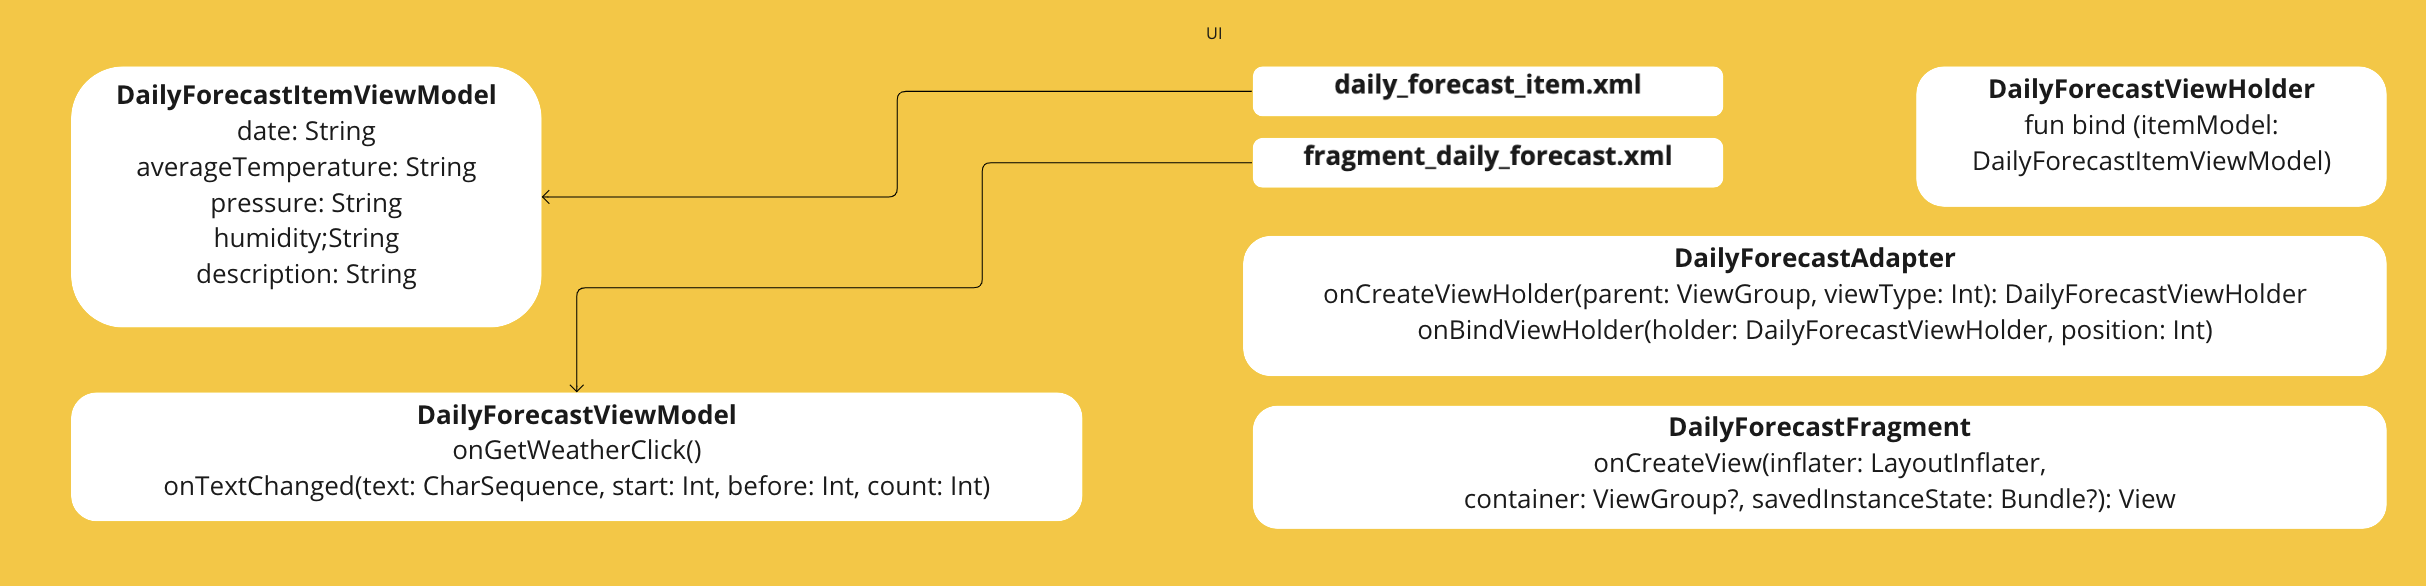 UI
DailyForecastItemViewModel
date: String
averageTemperature: String
pressure: String
humidity;String
description: String
daily_forecast_item.xml
fragment_daily_forecast.xml
DailyForecastViewHolder
fun bind (itemModel:
DailyForecastItemViewModel)
DailyForecastAdapter
onCreateViewHolder(parent: ViewGroup, viewType: Int): DailyForecastViewHolder
onBindViewHolder(holder: DailyForecastViewHolder, position: Int)
DailyForecastViewModel
onGetWeatherClick()
onTextChanged(text: CharSequence, start: Int, before: Int, count: Int)
DailyForecastFragment
onCreateView(inflater: LayoutInflater,
container: ViewGroup?, savedInstanceState: Bundle?): View